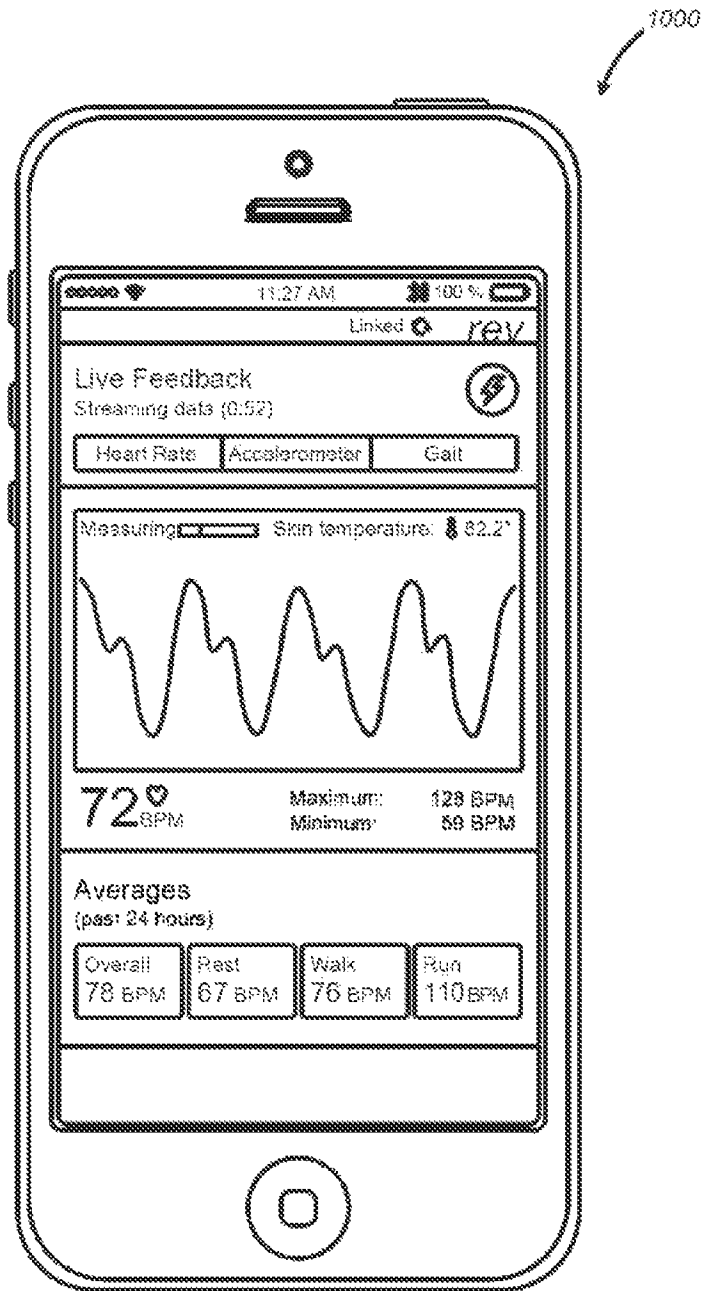 1000
11:27 AM 100 %
Linked rev
Live Feedback
Streaming data (0:52)
Heart Rate Accelerometer Gait
Measuring Skin temperature: 82.2°
72 BPM
Maximum: 128 BPM
Minimum: 59 BPM
Averages
(past 24 hours)
Overall Rest Walk Run
78 BPM 67 BPM 76 BPM 110 BPM